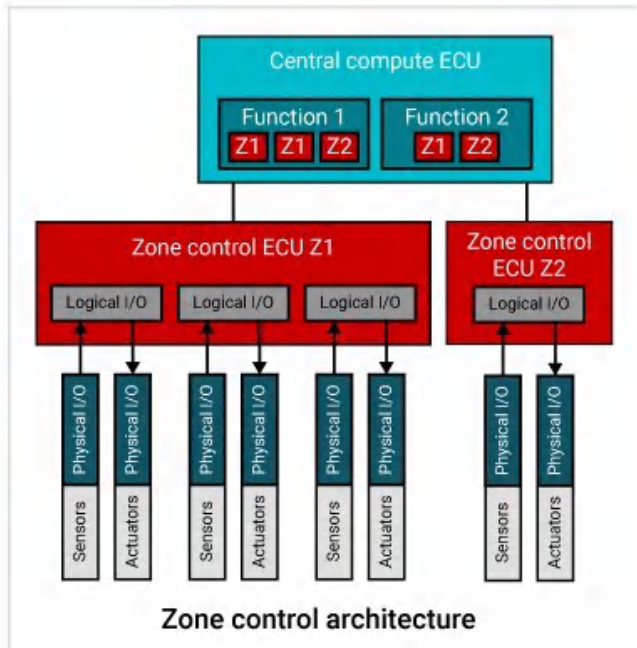 Central compute ECU
Function 1
Function 2
Z1 Z1 Z2
Z1 Z2
Zone control ECU Z1
Zone control
ECU Z2
Logical I/O
Logical I/O
Logical I/O
Logical I/O
Physical I/O
Physical I/O
Physical I/O
Physical I/O
Physical I/O
Physical I/O
Physical I/O
Physical I/O
Sensors
Actuators
Sensors
Actuators
Sensors
Actuators
Sensors
Actuators
Zone control architecture